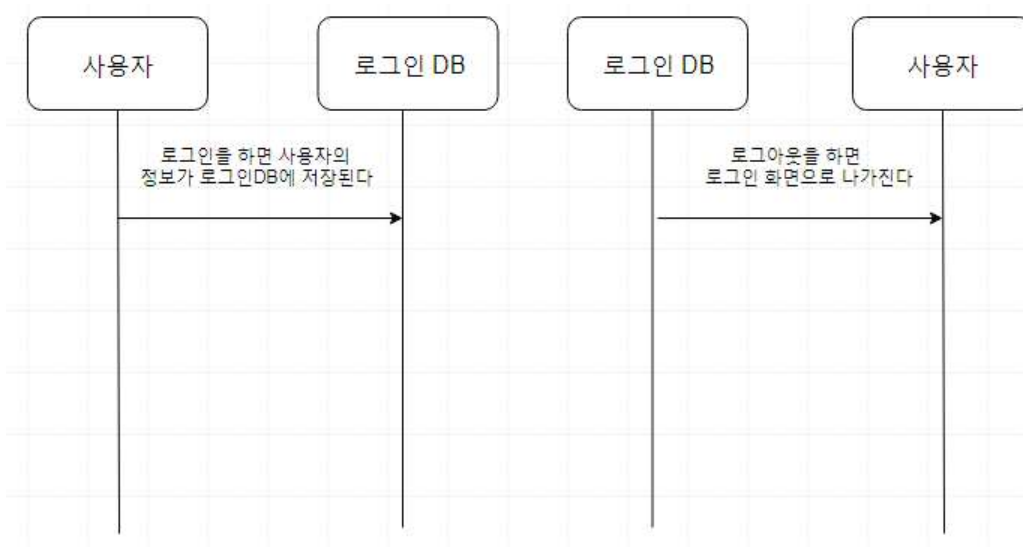 사용자
로그인 DB
로그인 DB
사용자
로그인을 하면 사용자의
정보가 로그인DB에 저장된다
로그아웃을 하면
로그인 화면으로 나가진다